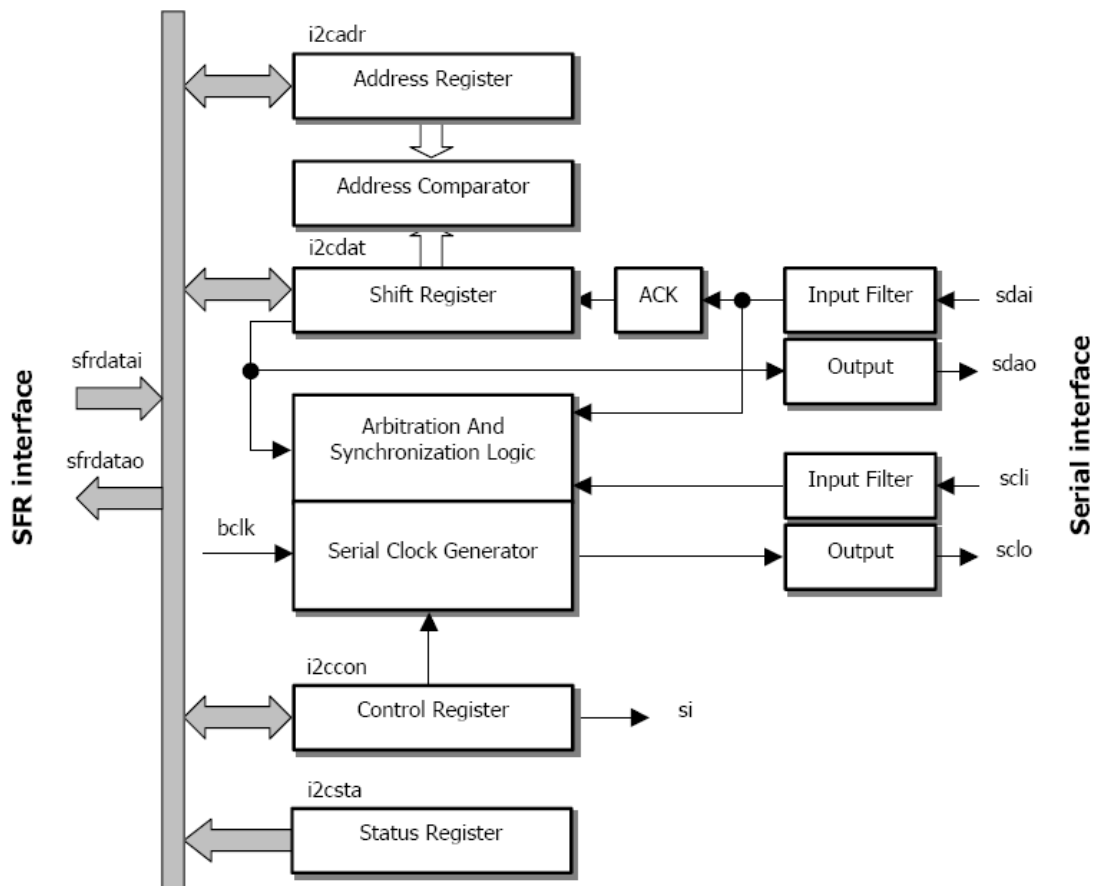 i2cadr
Address Register
Address Comparator
i2cdat
Shift Register
ACK
Input Filter
sdai
sfrdatai
Output
sdao
Arbitration And
Synchronization Logic
sfrdatao
Input Filter
scli
bclk
Serial Clock Generator
Output
sclo
SFR interface
Serial interface
i2ccon
Control Register
si
i2csta
Status Register